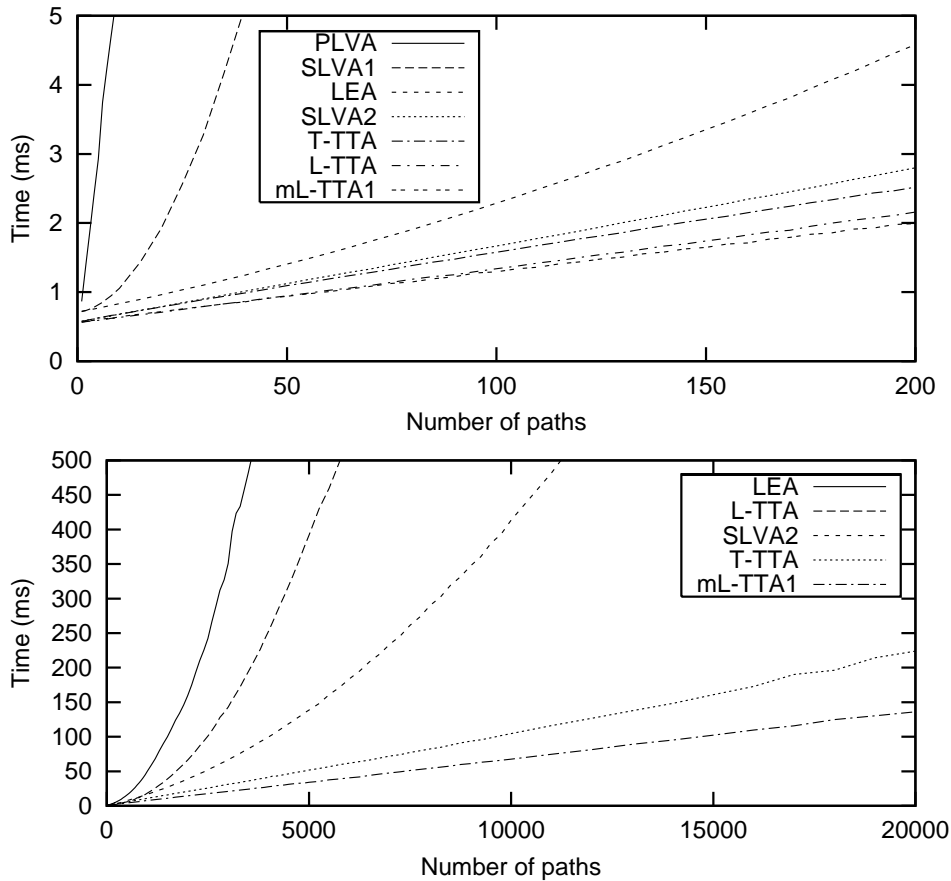 5
4
3
2
1
0
Time (ms)
PLVA
SLVA1
LEA
SLVA2
T-TTA
L-TTA
mL-TTA1
0 50 100 150 200
Number of paths
500
450
400
350
300
250
200
150
100
50
0
Time (ms)
LEA
L-TTA
SLVA2
T-TTA
mL-TTA1
0 5000 10000 15000 20000
Number of paths